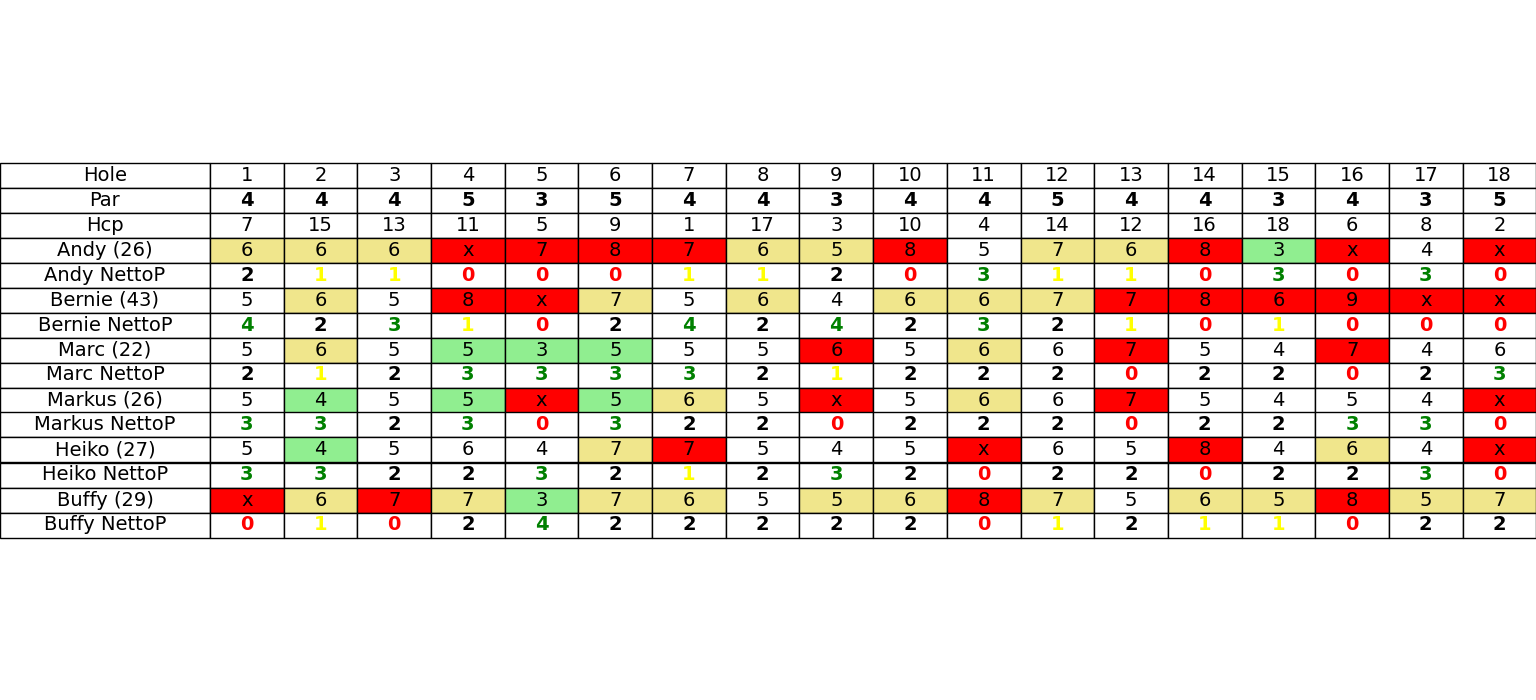 Hole 1 2 3 4 5 6 7 8 9 10 11 12 13 14 15 16 17 18
Par 4 4 4 5 3 5 4 4 3 4 4 5 4 4 3 4 3 5
Hcp 7 15 13 11 5 9 1 17 3 10 4 14 12 16 18 6 8 2
Andy (26) 6 6 6 x 7 8 7 6 5 8 5 7 6 8 3 x 4 x
Andy NettoP 2 1 1 0 0 0 1 1 2 0 3 1 1 0 3 0 3 0
Bernie (43) 5 6 5 8 x 7 5 6 4 6 6 7 7 8 6 9 x x
Bernie NettoP 4 2 3 1 0 2 4 2 4 2 3 2 1 0 1 0 0 0
Marc (22) 5 6 5 5 3 5 5 5 6 5 6 6 7 5 4 7 4 6
Marc NettoP 2 1 2 3 3 3 3 2 1 2 2 2 0 2 2 0 2 3
Markus (26) 5 4 5 5 x 5 6 5 x 5 6 6 7 5 4 5 4 x
Markus NettoP 3 3 2 3 0 3 2 2 0 2 2 2 0 2 2 3 3 0
Heiko (27) 5 4 5 6 4 7 7 5 4 5 x 6 5 8 4 6 4 x
Heiko NettoP 3 3 2 2 3 2 1 2 3 2 0 2 2 0 2 2 3 0
Buffy (29) x 6 7 7 3 7 6 5 5 6 8 7 5 6 5 8 5 7
Buffy NettoP 0 1 0 2 4 2 2 2 2 2 0 1 2 1 1 0 2 2